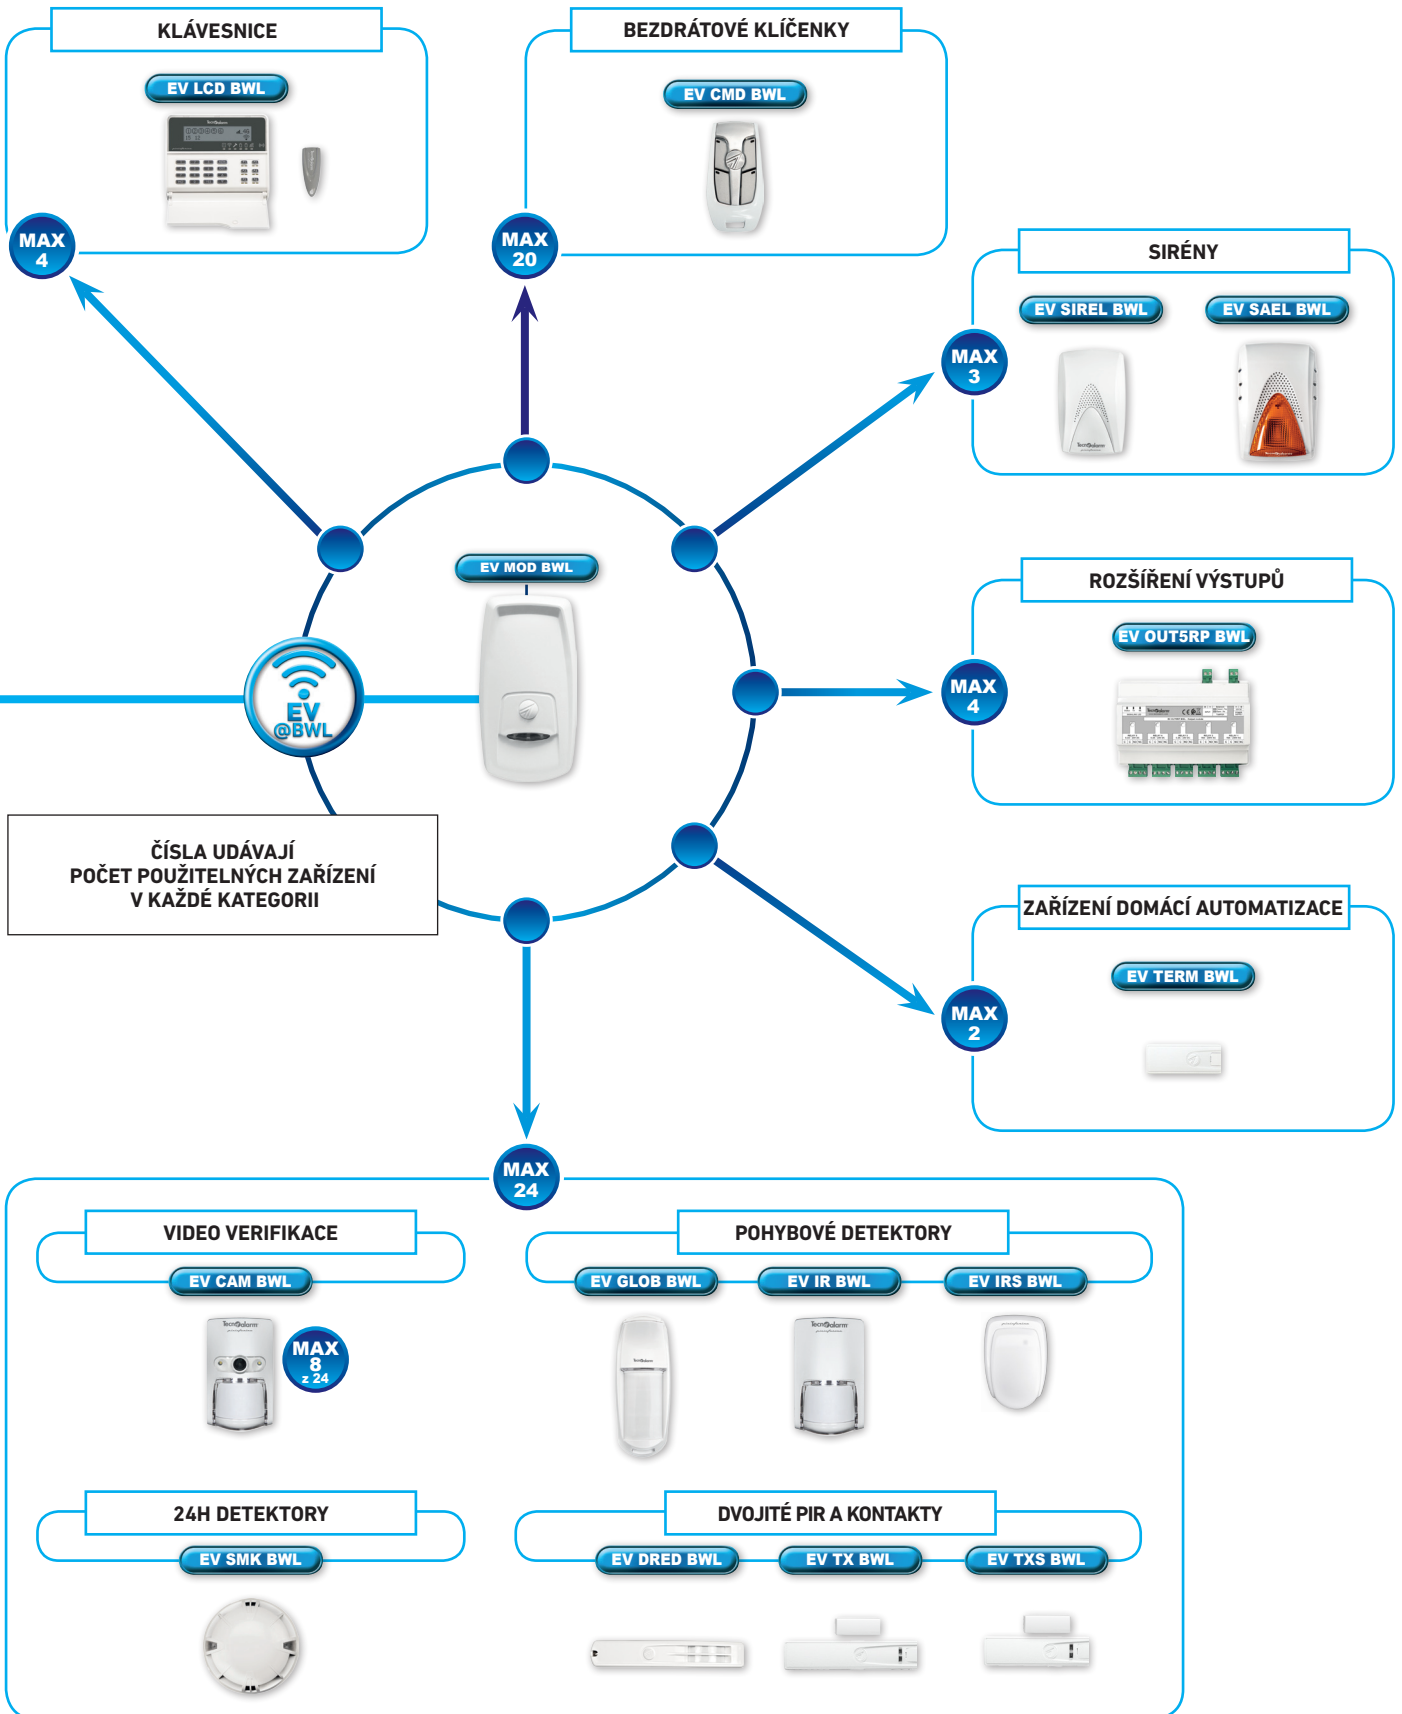 KLÁVESNICE
EV LCD BWL
MAX
4
BEZDRÁTOVÉ KLÍČENKY
EV CMD BWL
MAX
20
SIRÉNY
EV SIREL BWL
EV SAEL BWL
MAX
3
Tecnoalarm
EV MOD BWL
ROZŠÍŘENÍ VÝSTUPŮ
EV OUT5RP BWL
MAX
4
EV
@BWL
ČÍSLA UDÁVAJÍ
POČET POUŽITELNÝCH ZAŘÍZENÍ
V KAŽDÉ KATEGORII
ZAŘÍZENÍ DOMÁCÍ AUTOMATIZACE
EV TERM BWL
MAX
2
MAX
24
VIDEO VERIFIKACE
EV CAM BWL
Tecnoalarm
MAX
8
z 24
POHYBOVÉ DETEKTORY
EV GLOB BWL
EV IR BWL
EV IRS BWL
Tecnoalarm
24H DETEKTORY
EV SMK BWL
DVOJITÉ PIR A KONTAKTY
EV DRED BWL
EV TX BWL
EV TXS BWL